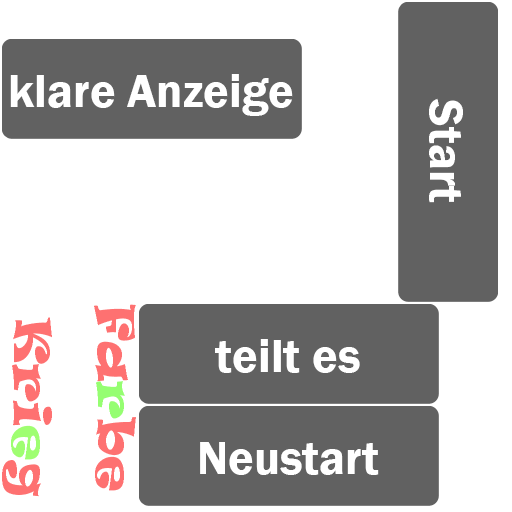 klare Anzeige
Start
Farbe
Krieg
teilt es
Neustart